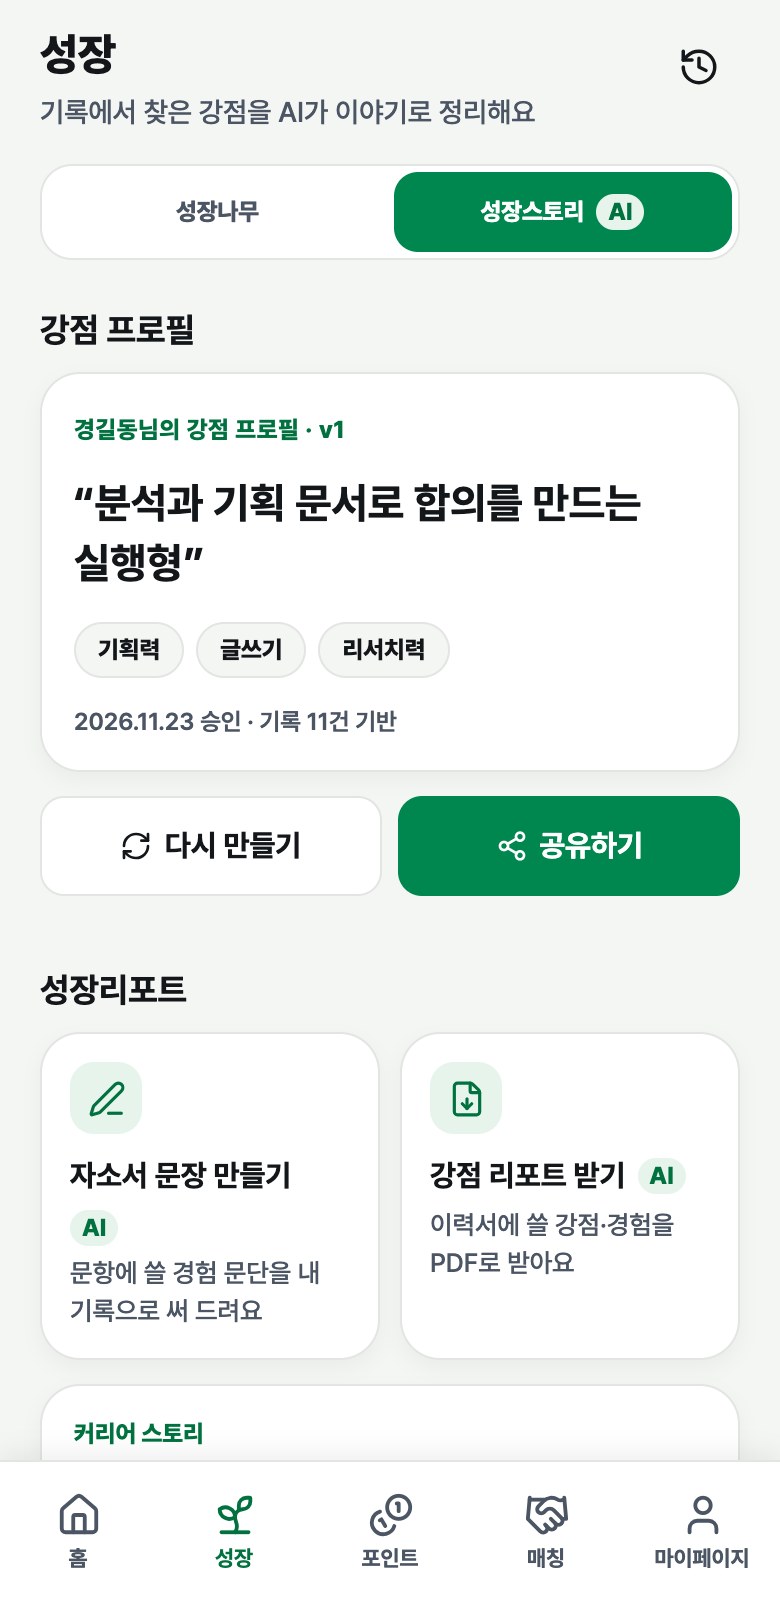 성장
기록에서 찾은 강점을 AI가 이야기로 정리해요
성장나무
성장스토리 AI
강점 프로필
경길동님의 강점 프로필 · v1
“분석과 기획 문서로 합의를 만드는
실행형”
기획력 글쓰기 리서치력
2026.11.23 승인 · 기록 11건 기반
다시 만들기
공유하기
성장리포트
자소서 문장 만들기
AI
문항에 쓸 경험 문단을 내
기록으로 써 드려요
강점 리포트 받기 AI
이력서에 쓸 강점·경험을
PDF로 받아요
커리어 스토리
홈
성장
포인트
매칭
마이페이지